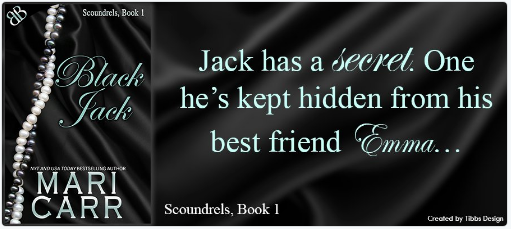 Scoundrels, Book 1
Black
Jack
NYT AND USA TODAY BESTSELLING AUTHOR
MARI
CARR
Jack has a secret. One
he's kept hidden from his
best friend Emma...
Scoundrels, Book 1
Created by Tibbs Design